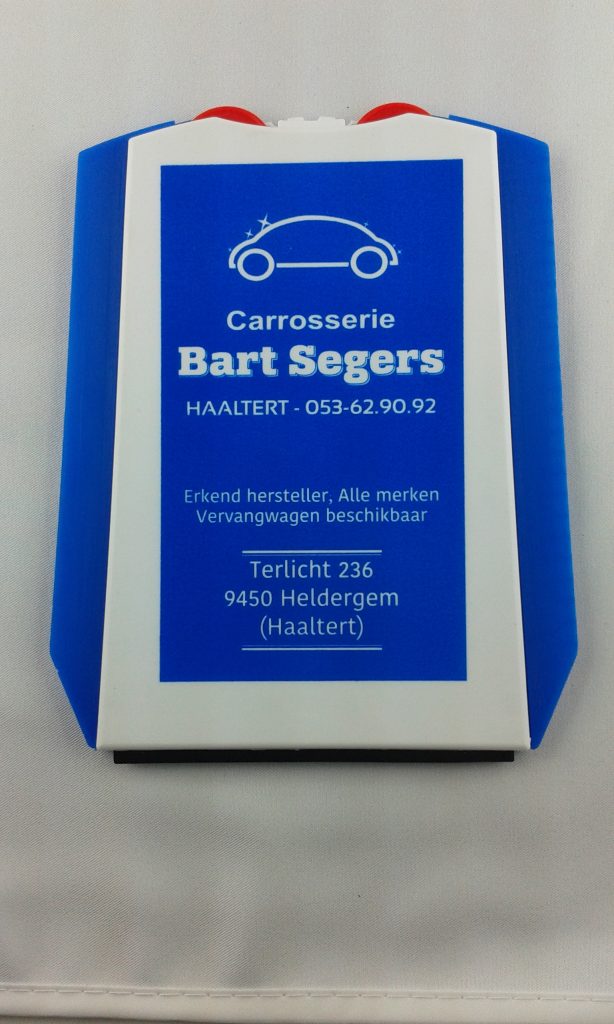 Carrosserie
Bart Segers
HAALTERT - 053-62.90.92
Erkend hersteller, Alle merken
Vervangwagen beschikbaar
Terlicht 236
9450 Heldergem
(Haaltert)